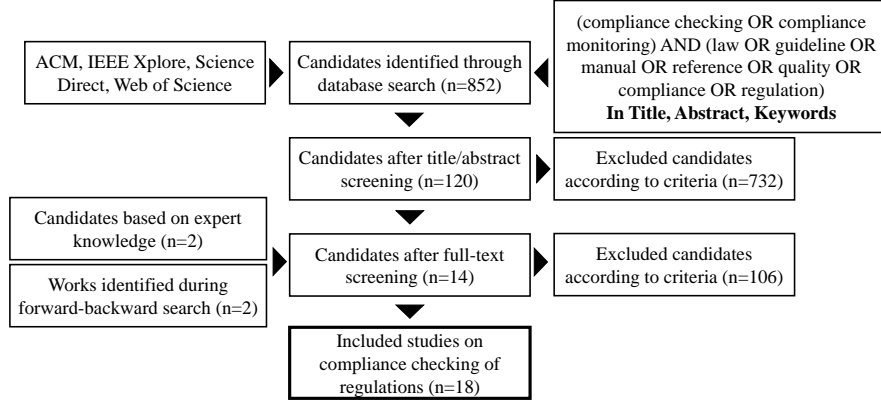 ACM, IEEE Xplore, Science
Direct, Web of Science
Candidates identified through
database search (n=852)
(compliance checking OR compliance
monitoring) AND (law OR guideline OR
manual OR reference OR quality OR
compliance OR regulation)
In Title, Abstract, Keywords
Candidates after title/abstract
screening (n=120)
Excluded candidates
according to criteria (n=732)
Candidates based on expert
knowledge (n=2)
Works identified during
forward-backward search (n=2)
Candidates after full-text
screening (n=14)
Excluded candidates
according to criteria (n=106)
Included studies on
compliance checking of
regulations (n=18)